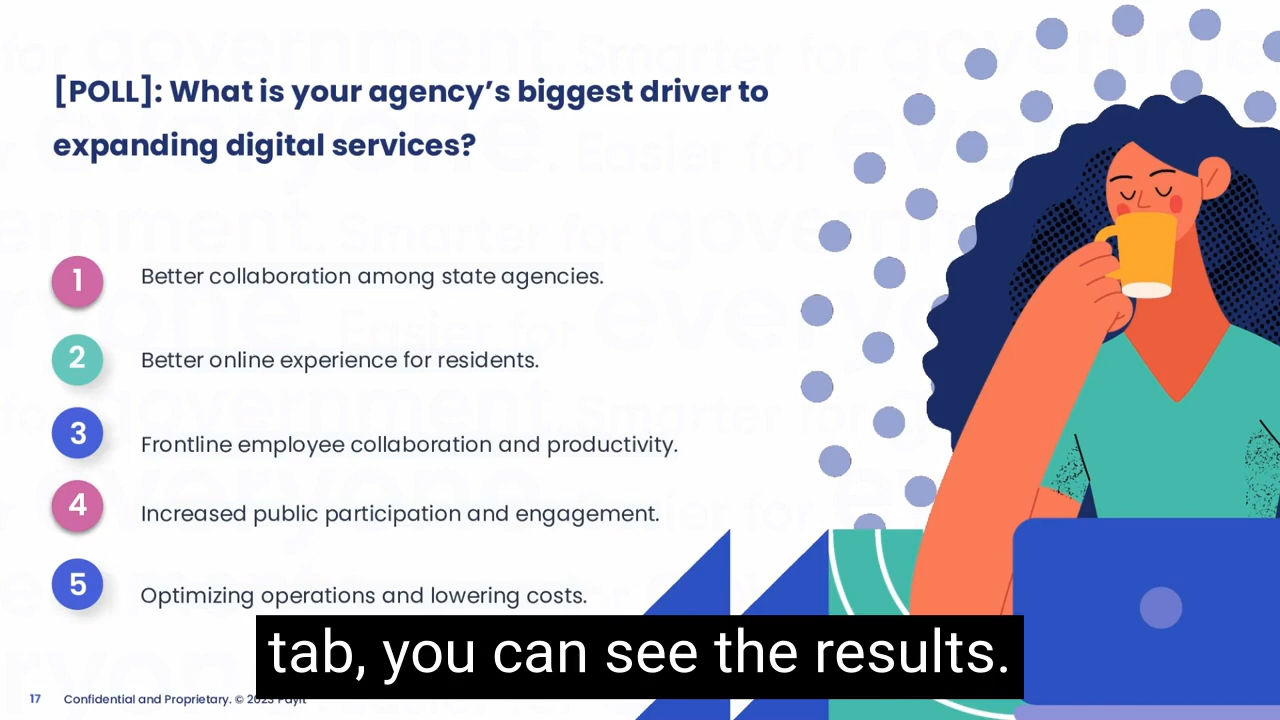 [POLL]: What is your agency’s biggest driver to
expanding digital services?
1 Better collaboration among state agencies.
2 Better online experience for residents.
3 Frontline employee collaboration and productivity.
4 Increased public participation and engagement.
5 Optimizing operations and lowering costs.
tab, you can see the results.
17 Confidential and Proprietary. © 2023 PayIt